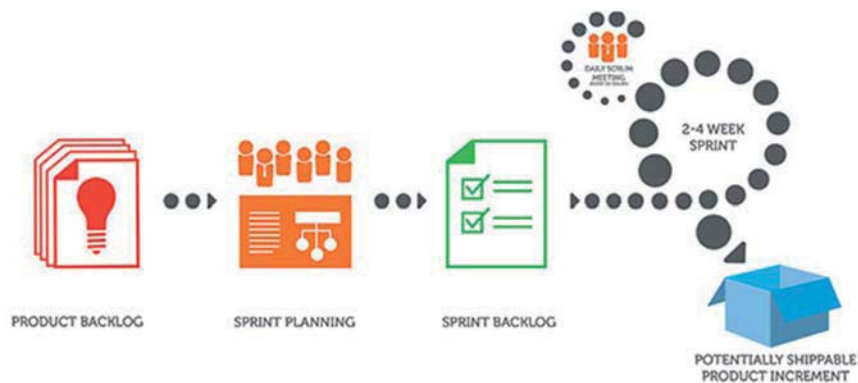 DAILY SCRUM
MEETING
2-4 WEEK
SPRINT
PRODUCT BACKLOG
SPRINT PLANNING
SPRINT BACKLOG
POTENTIALLY SHIPPABLE
PRODUCT INCREMENT